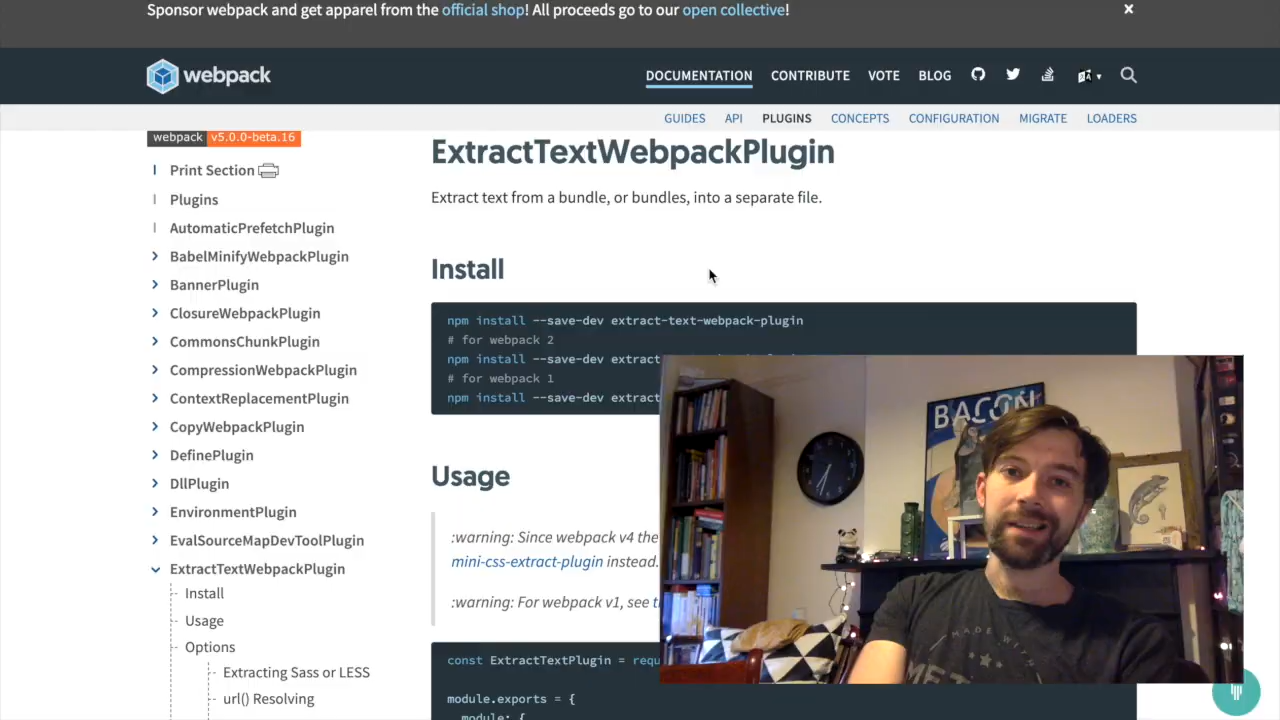 Sponsor webpack and get apparel from the official shop! All proceeds go to our open collective!
webpack
DOCUMENTATION CONTRIBUTE VOTE BLOG
GUIDES API PLUGINS CONCEPTS CONFIGURATION MIGRATE LOADERS
webpack v5.0.0-beta.16
Print Section
Plugins
AutomaticPrefetchPlugin
BabelMinifyWebpackPlugin
BannerPlugin
ClosureWebpackPlugin
CommonsChunkPlugin
CompressionWebpackPlugin
ContextReplacementPlugin
CopyWebpackPlugin
DefinePlugin
DllPlugin
EnvironmentPlugin
EvalSourceMapDevToolPlugin
ExtractTextWebpackPlugin
Install
Usage
Options
Extracting Sass or LESS
url() Resolving
ExtractTextWebpackPlugin
Extract text from a bundle, or bundles, into a separate file.
Install
npm install --save-dev extract-text-webpack-plugin
# for webpack 2
npm install --save-dev extract
# for webpack 1
npm install --save-dev extract
Usage
:warning: Since webpack v4 the
mini-css-extract-plugin instead.
:warning: For webpack v1, see
const ExtractTextPlugin = requ
module.exports = {
module: {
BACON
MADE WITH